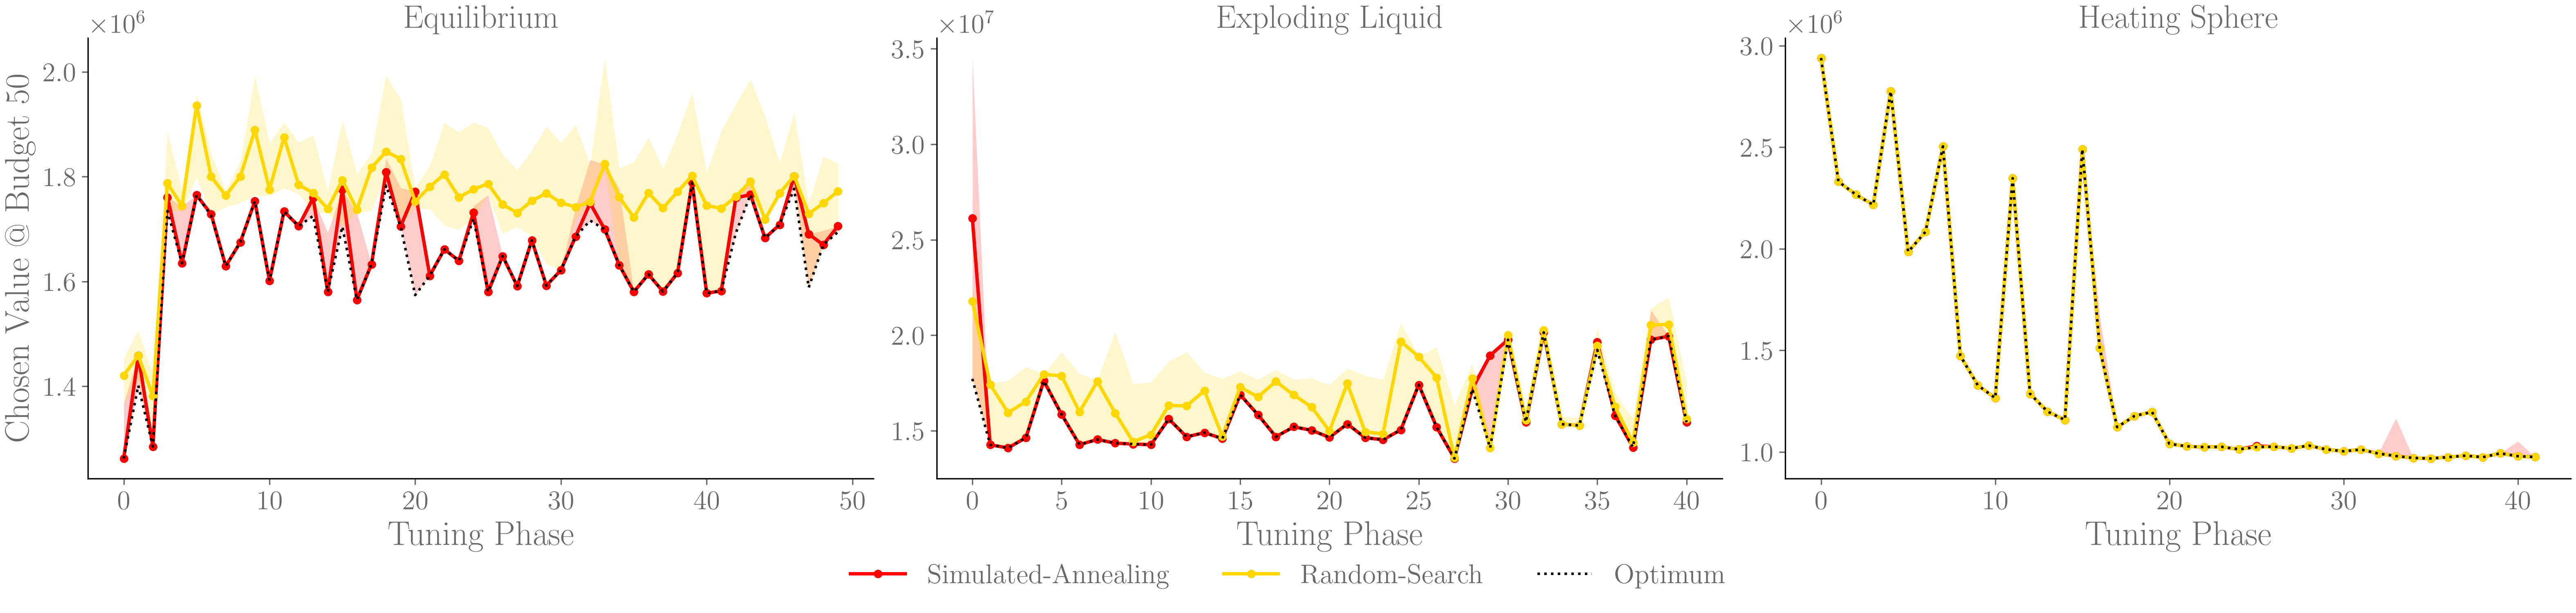 Equilibrium
×10⁶
Chosen Value @ Budget 50
2.0
1.8
1.6
1.4
0 10 20 30 40 50
Tuning Phase
Exploding Liquid
×10⁷
3.5
3.0
2.5
2.0
1.5
0 5 10 15 20 25 30 35 40
Tuning Phase
Heating Sphere
×10⁶
3.0
2.5
2.0
1.5
1.0
0 10 20 30 40
Tuning Phase
Simulated-Annealing Random-Search Optimum